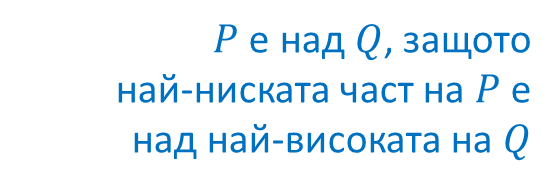 P е над Q, защото
най-ниската част на P е
над най-високата на Q